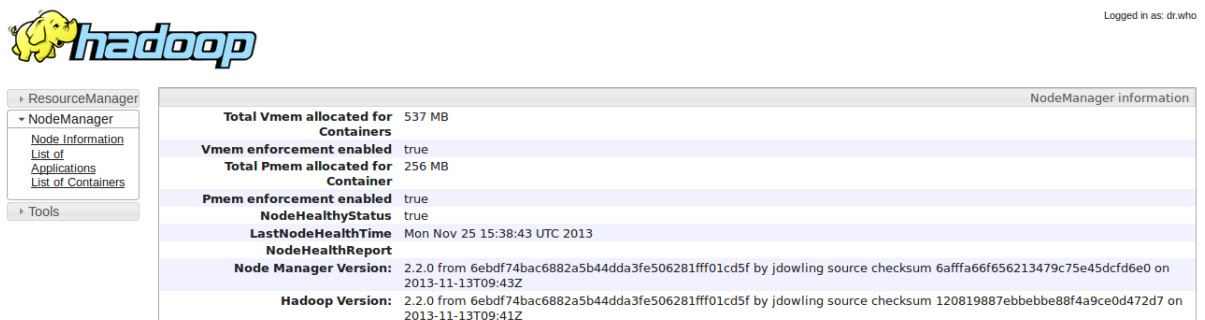 Logged in as: dr.who
hadoop
ResourceManager
NodeManager
Node Information
List of
Applications
List of Containers
Tools
NodeManager information
Total Vmem allocated for 537 MB
Containers
Vmem enforcement enabled true
Total Pmem allocated for 256 MB
Container
Pmem enforcement enabled true
NodeHealthyStatus true
LastNodeHealthTime Mon Nov 25 15:38:43 UTC 2013
NodeHealthReport
Node Manager Version: 2.2.0 from 6ebdf74bac6882a5b44dda3fe506281fff01cd5f by jdowling source checksum 6afffa66f656213479c75e45dcfd6e0 on
2013-11-13T09:43Z
Hadoop Version: 2.2.0 from 6ebdf74bac6882a5b44dda3fe506281fff01cd5f by jdowling source checksum 120819887ebbebbe88f4a9ce0d472d7 on
2013-11-13T09:41Z